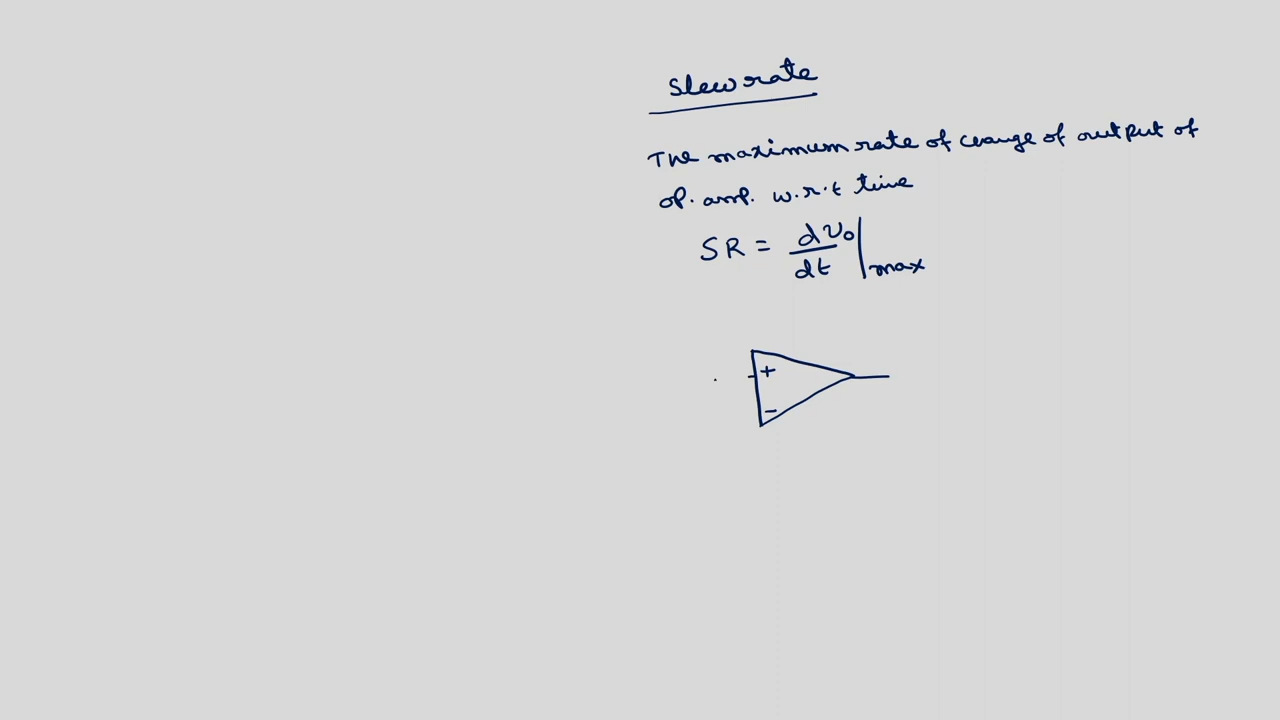 Slew rate
The maximum rate of change of output of
op. amp. w.r.t time
SR = dv₀/dt |max
+
-